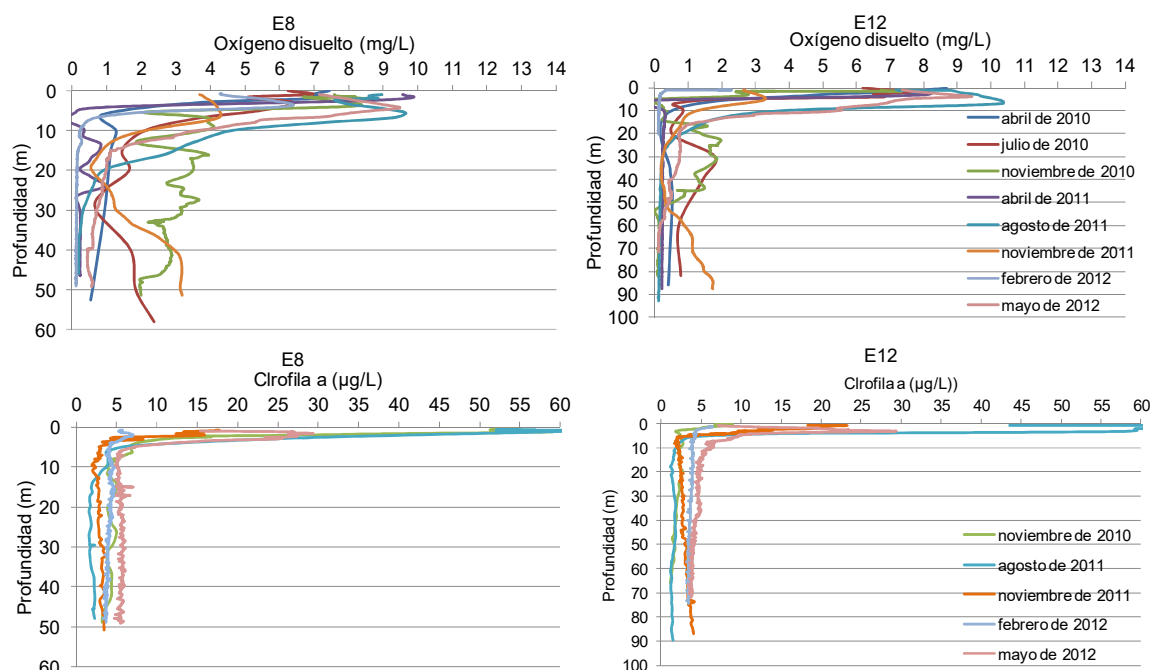 E8
Oxígeno disuelto (mg/L)
0 1 2 3 4 5 6 7 8 9 10 11 12 13 14
0
10
20
30
40
50
60
Profundidad (m)
E12
Oxígeno disuelto (mg/L)
0 1 2 3 4 5 6 7 8 9 10 11 12 13 14
0
10
20
30
40
50
60
70
80
90
100
Profundidad (m)
abril de 2010
julio de 2010
noviembre de 2010
abril de 2011
agosto de 2011
noviembre de 2011
febrero de 2012
mayo de 2012
E8
Clrofila a (µg/L)
0 5 10 15 20 25 30 35 40 45 50 55 60
0
10
20
30
40
50
60
Profundidad (m)
E12
Clrofila a (µg/L))
0 5 10 15 20 25 30 35 40 45 50 55 60
0
10
20
30
40
50
60
70
80
90
100
Profundidad (m)
noviembre de 2010
agosto de 2011
noviembre de 2011
febrero de 2012
mayo de 2012